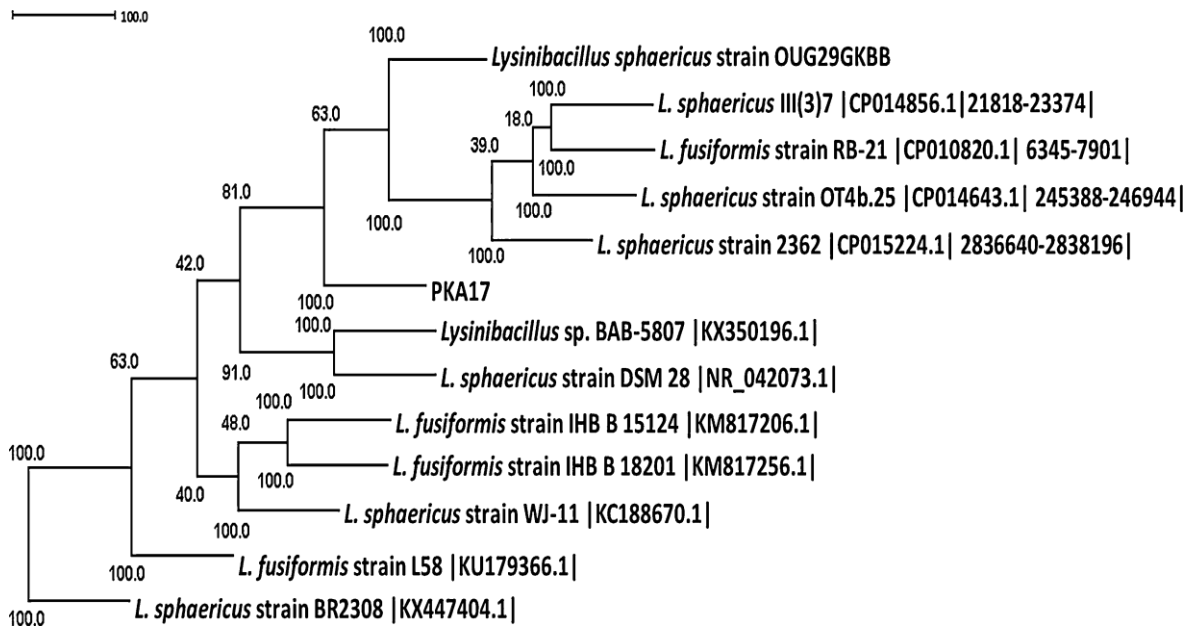 100.0
100.0
Lysinibacillus sphaericus strain OUG29GKBB
100.0
L. sphaericus III(3)7 |CP014856.1|21818-23374|
63.0
18.0
39.0
L. fusiformis strain RB-21 |CP010820.1| 6345-7901|
100.0
81.0
L. sphaericus strain OT4b.25 |CP014643.1| 245388-246944|
100.0
100.0
L. sphaericus strain 2362 |CP015224.1| 2836640-2838196|
100.0
42.0
PKA17
100.0
100.0
Lysinibacillus sp. BAB-5807 |KX350196.1|
63.0
91.0
L. sphaericus strain DSM 28 |NR_042073.1|
100.0
100.0
48.0
L. fusiformis strain IHB B 15124 |KM817206.1|
100.0
L. fusiformis strain IHB B 18201 |KM817256.1|
100.0
40.0
L. sphaericus strain WJ-11 |KC188670.1|
100.0
L. fusiformis strain L58 |KU179366.1|
100.0
L. sphaericus strain BR2308 |KX447404.1|
100.0